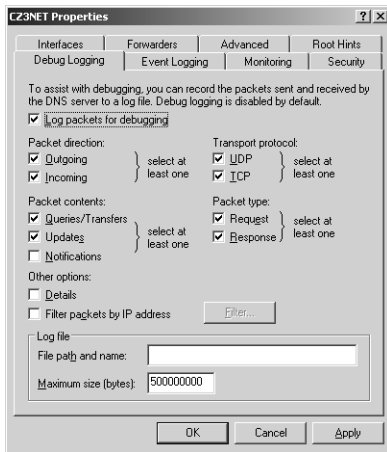 CZ3NET Properties
Interfaces Forwarders Advanced Root Hints
Debug Logging Event Logging Monitoring Security
To assist with debugging, you can record the packets sent and received by
the DNS server to a log file. Debug logging is disabled by default.
Log packets for debugging
Packet direction: Transport protocol:
Outgoing select at UDP select at
Incoming least one TCP least one
Packet contents: Packet type:
Queries/Transfers Request
Updates select at least one Response select at least one
Notifications
Other options:
Details
Filter packets by IP address Filter...
Log file
File path and name:
Maximum size (bytes): 500000000
OK Cancel Apply